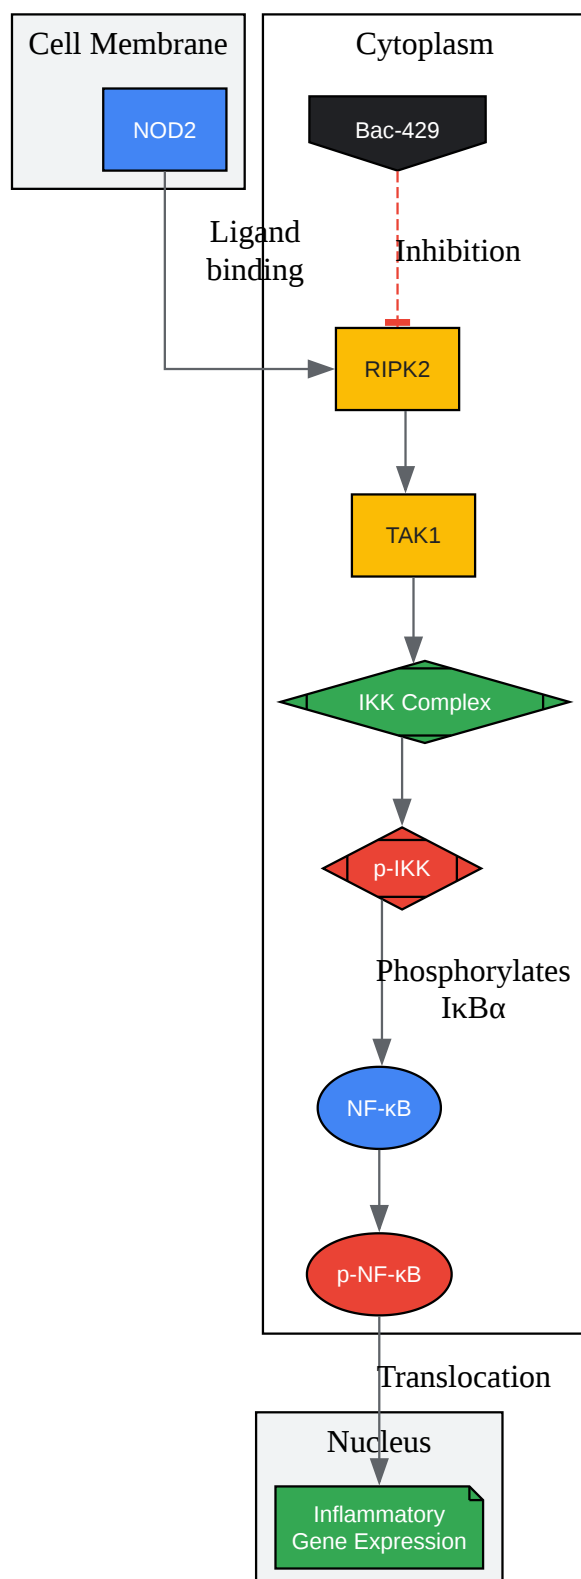 Cell Membrane
Cytoplasm
NOD2
Bac-429
Ligand
binding
Inhibition
RIPK2
TAK1
IKK Complex
p-IKK
Phosphorylates
IκBα
NF-κB
p-NF-κB
Translocation
Nucleus
Inflammatory
Gene Expression